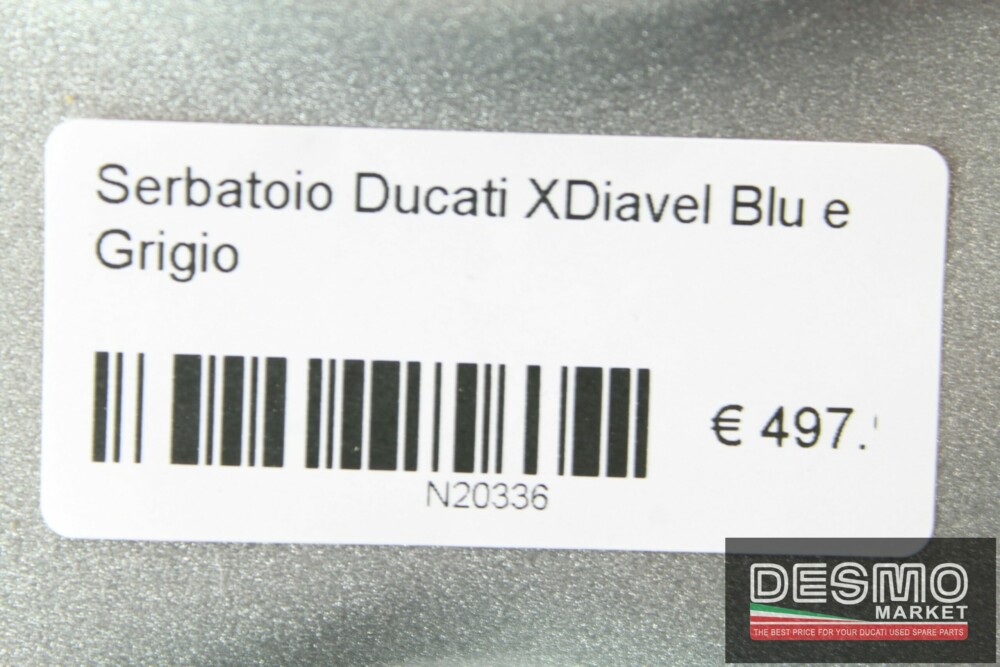 Serbatoio Ducati XDiavel Blu e
Grigio
€ 497.
N20336
DESMO
MARKET
THE BEST PRICE FOR YOUR DUCATI USED SPARE PARTS